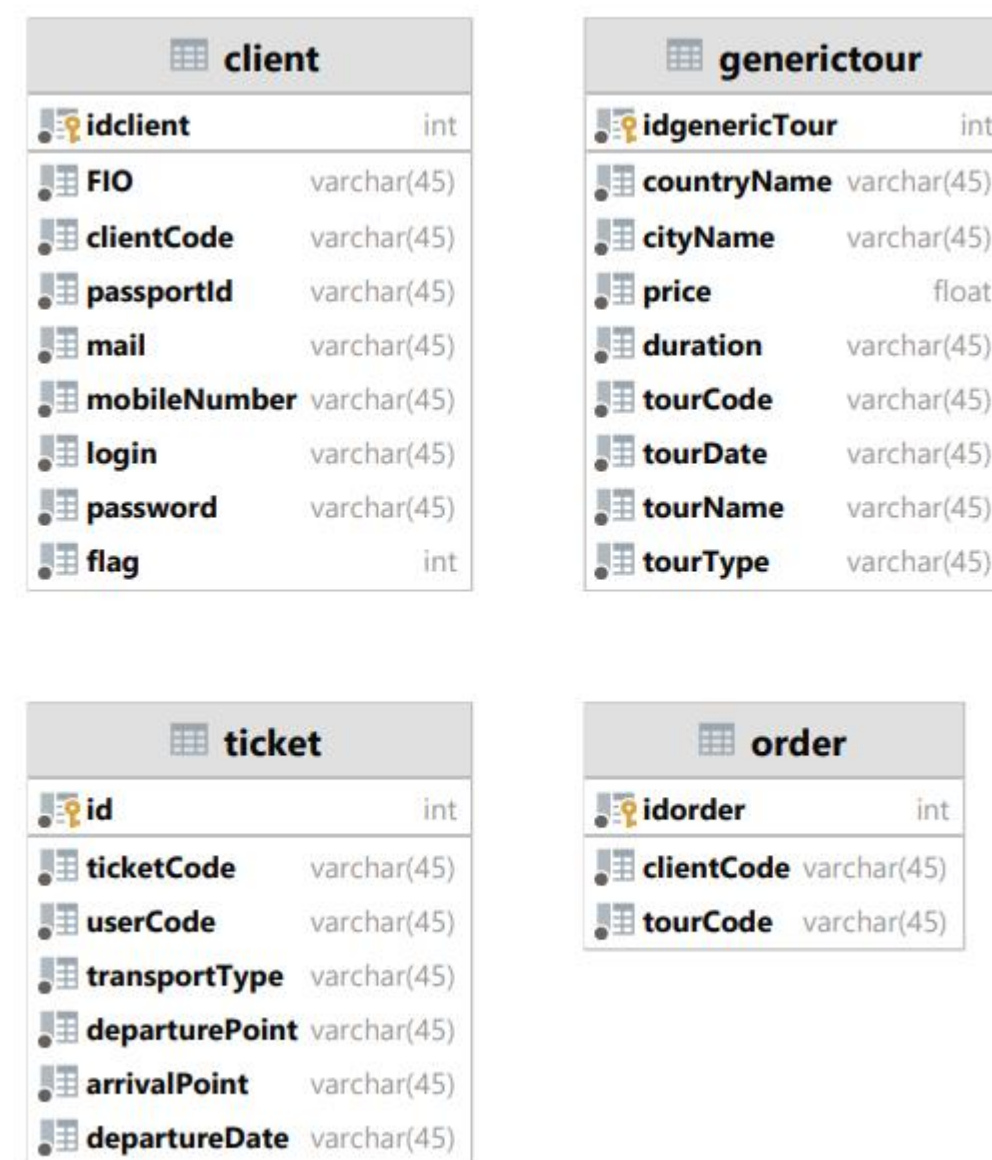 client
idclient int
FIO varchar(45)
clientCode varchar(45)
passportId varchar(45)
mail varchar(45)
mobileNumber varchar(45)
login varchar(45)
password varchar(45)
flag int
generictour
idgenericTour int
countryName varchar(45)
cityName varchar(45)
price float
duration varchar(45)
tourCode varchar(45)
tourDate varchar(45)
tourName varchar(45)
tourType varchar(45)
ticket
id int
ticketCode varchar(45)
userCode varchar(45)
transportType varchar(45)
departurePoint varchar(45)
arrivalPoint varchar(45)
departureDate varchar(45)
order
idorder int
clientCode varchar(45)
tourCode varchar(45)